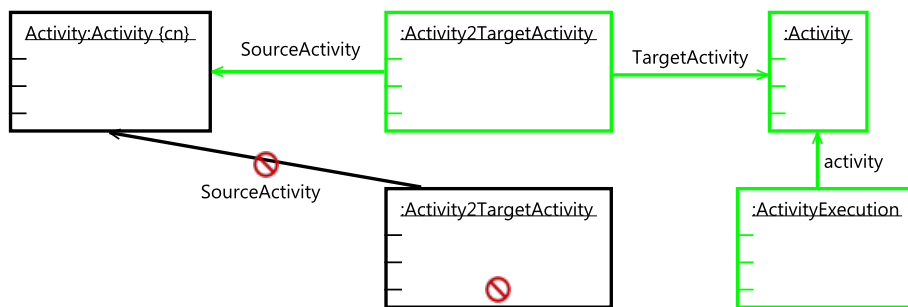 Activity:Activity {cn}
:Activity2TargetActivity
:Activity
SourceActivity
TargetActivity
SourceActivity
activity
:Activity2TargetActivity
:ActivityExecution